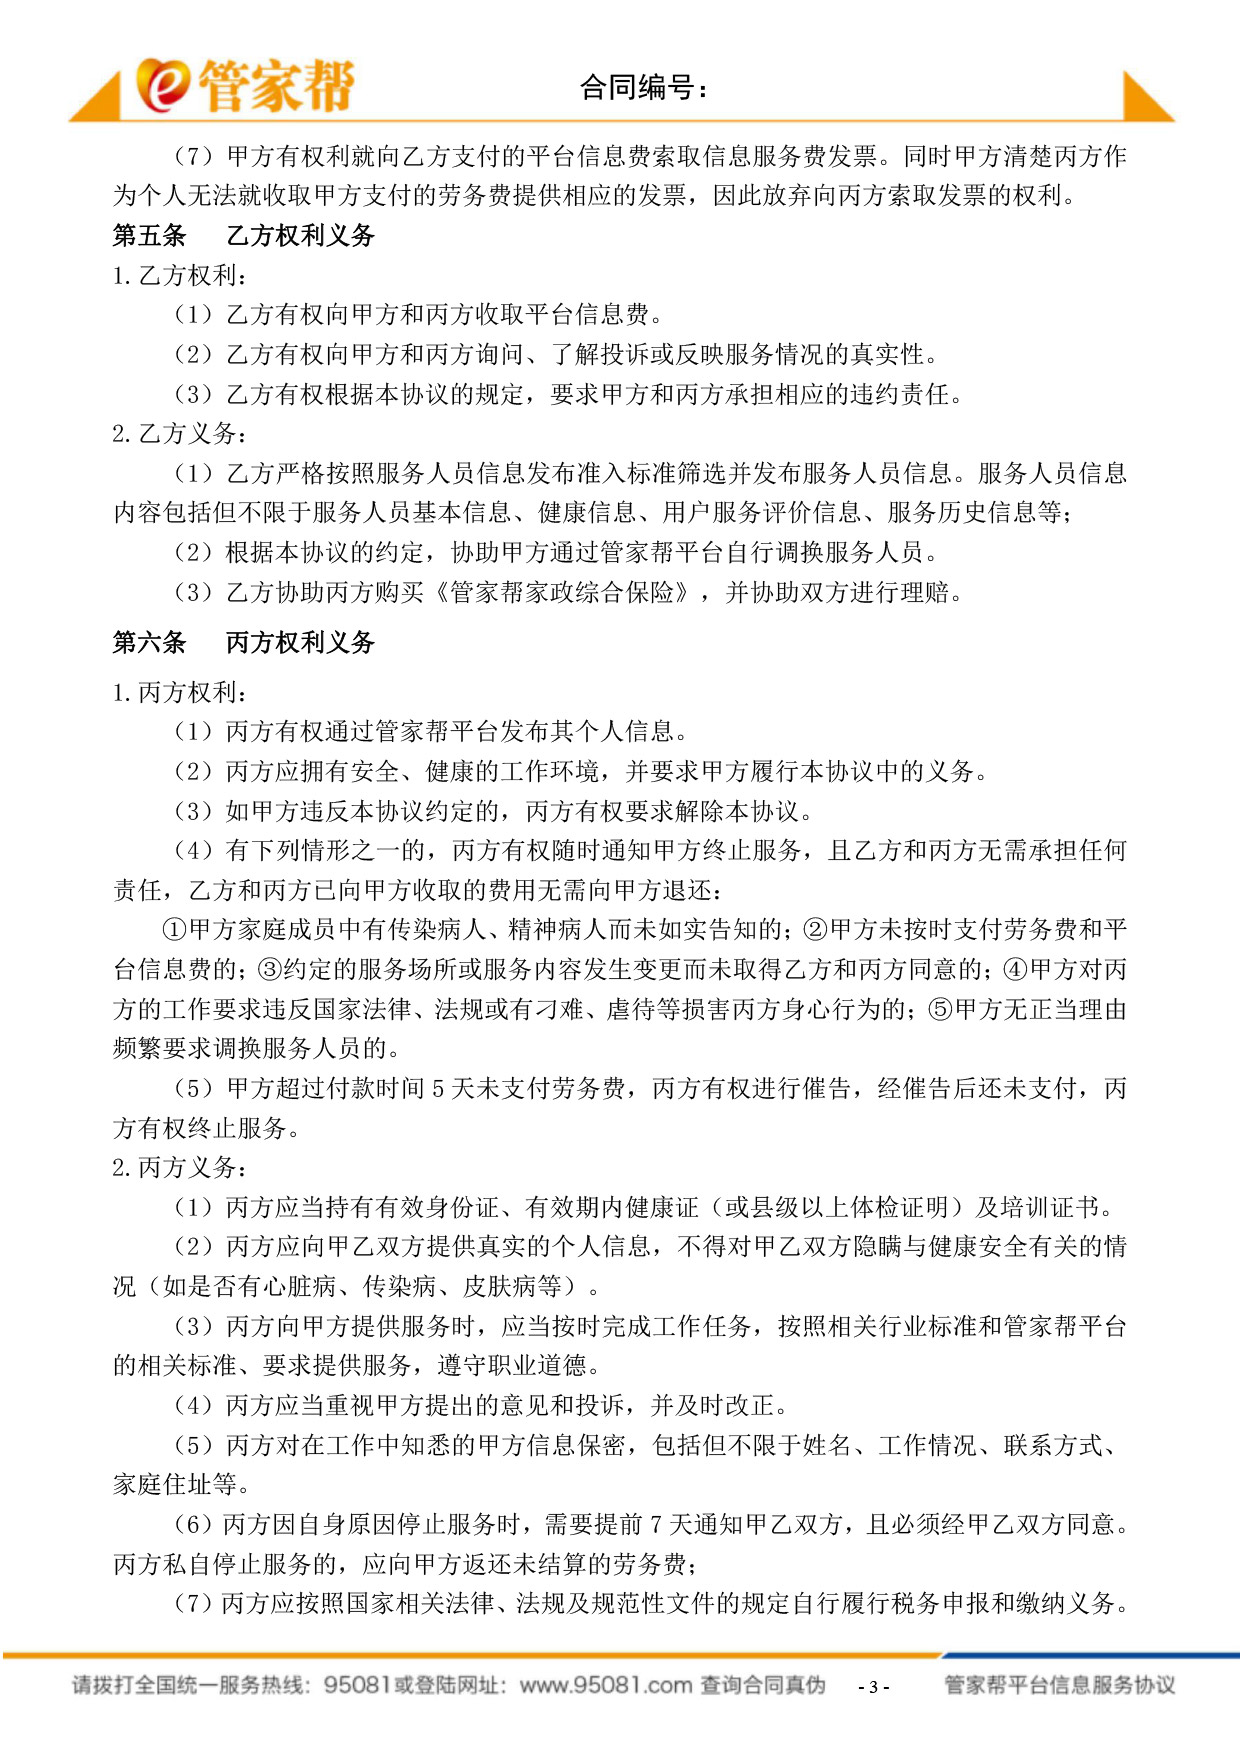 管家帮
合同编号：
（7）甲方有权利就向乙方支付的平台信息费索取信息服务费发票。同时甲方清楚丙方作
为个人无法就收取甲方支付的劳务费提供相应的发票，因此放弃向丙方索取发票的权利。
第五条 乙方权利义务
1.乙方权利：
（1）乙方有权向甲方和丙方收取平台信息费。
（2）乙方有权向甲方和丙方询问、了解投诉或反映服务情况的真实性。
（3）乙方有权根据本协议的规定，要求甲方和丙方承担相应的违约责任。
2.乙方义务：
（1）乙方严格按照服务人员信息发布准入标准筛选并发布服务人员信息。服务人员信息
内容包括但不限于服务人员基本信息、健康信息、用户服务评价信息、服务历史信息等；
（2）根据本协议的约定，协助甲方通过管家帮平台自行调换服务人员。
（3）乙方协助丙方购买《管家帮家政综合保险》，并协助双方进行理赔。
第六条 丙方权利义务
1.丙方权利：
（1）丙方有权通过管家帮平台发布其个人信息。
（2）丙方应拥有安全、健康的工作环境，并要求甲方履行本协议中的义务。
（3）如甲方违反本协议约定的，丙方有权要求解除本协议。
（4）有下列情形之一的，丙方有权随时通知甲方终止服务，且乙方和丙方无需承担任何
责任，乙方和丙方已向甲方收取的费用无需向甲方退还：
①甲方家庭成员中有传染病人、精神病人而未如实告知的；②甲方未按时支付劳务费和平
台信息费的；③约定的服务场所或服务内容发生变更而未取得乙方和丙方同意的；④甲方对丙
方的工作要求违反国家法律、法规或有刁难、虐待等损害丙方身心行为的；⑤甲方无正当理由
频繁要求调换服务人员的。
（5）甲方超过付款时间 5 天未支付劳务费，丙方有权进行催告，经催告后还未支付，丙
方有权终止服务。
2.丙方义务：
（1）丙方应当持有有效身份证、有效期内健康证（或县级以上体检证明）及培训证书。
（2）丙方应向甲乙双方提供真实的个人信息，不得对甲乙双方隐瞒与健康安全有关的情
况（如是否有心脏病、传染病、皮肤病等）。
（3）丙方向甲方提供服务时，应当按时完成工作任务，按照相关行业标准和管家帮平台
的相关标准、要求提供服务，遵守职业道德。
（4）丙方应当重视甲方提出的意见和投诉，并及时改正。
（5）丙方对在工作中知悉的甲方信息保密，包括但不限于姓名、工作情况、联系方式、
家庭住址等。
（6）丙方因自身原因停止服务时，需要提前 7 天通知甲乙双方，且必须经甲乙双方同意。
丙方私自停止服务的，应向甲方返还未结算的劳务费；
（7）丙方应按照国家相关法律、法规及规范性文件的规定自行履行税务申报和缴纳义务。
请拨打全国统一服务热线：95081或登陆网址：www.95081.com 查询合同真伪 - 3 - 管家帮平台信息服务协议